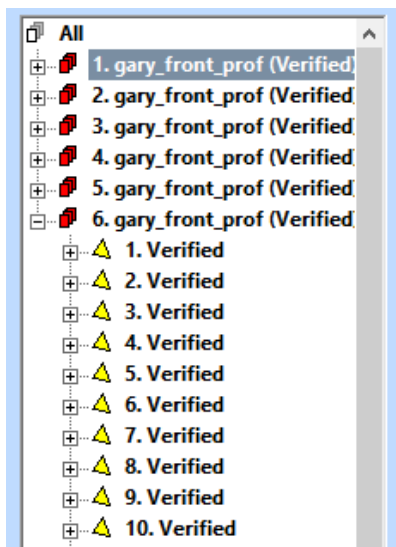 All
1. gary_front_prof (Verified)
2. gary_front_prof (Verified
3. gary_front_prof (Verified
4. gary_front_prof (Verified
5. gary_front_prof (Verified
6. gary_front_prof (Verified
1. Verified
2. Verified
3. Verified
4. Verified
5. Verified
6. Verified
7. Verified
8. Verified
9. Verified
10. Verified